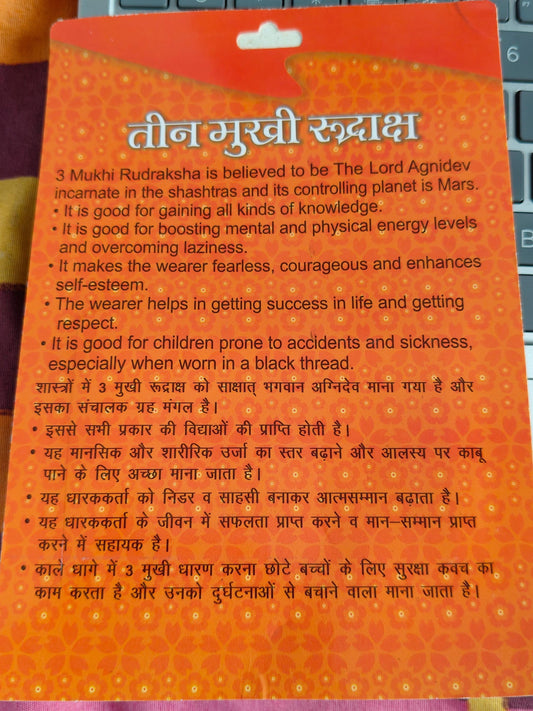 तीन मुखी रूद्राक्ष
3 Mukhi Rudraksha is believed to be The Lord Agnidev
incarnate in the shashtras and its controlling planet is Mars.
• It is good for gaining all kinds of knowledge.
• It is good for boosting mental and physical energy levels
and overcoming laziness.
• It makes the wearer fearless, courageous and enhances
self-esteem.
• The wearer helps in getting success in life and getting
respect.
• It is good for children prone to accidents and sickness,
especially when worn in a black thread.
शास्त्रों में 3 मुखी रूद्राक्ष को साक्षात् भगवान अग्निदेव माना गया है और
इसका संचालक ग्रह मंगल है।
• इससे सभी प्रकार की विद्याओं की प्राप्ति होती है।
• यह मानसिक और शारीरिक उर्जा का स्तर बढ़ाने और आलस्य पर काबू
पाने के लिए अच्छा माना जाता है।
• यह धारककर्ता को निडर व साहसी बनाकर आत्मसम्मान बढ़ाता है।
• यह धारककर्ता के जीवन में सफलता प्राप्त करने व मान–सम्मान प्राप्त
करने में सहायक है।
• काले धागे में 3 मुखी धारण करना छोटे बच्चों के लिए सुरक्षा कवच का
काम करता है और उनको दुर्घटनाओं से बचाने वाला माना जाता है।
6